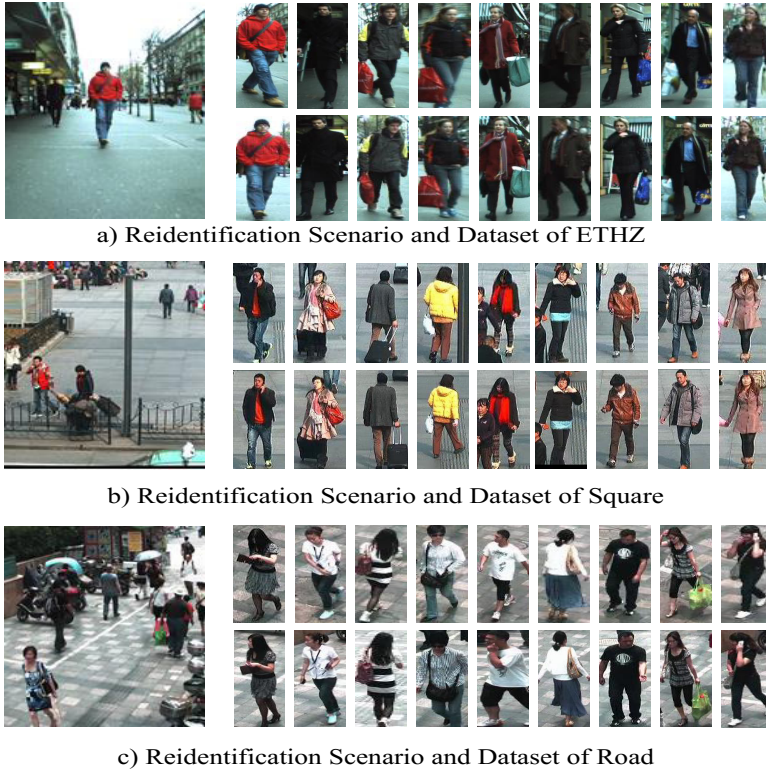 a) Reidentification Scenario and Dataset of ETHZ
b) Reidentification Scenario and Dataset of Square
c) Reidentification Scenario and Dataset of Road